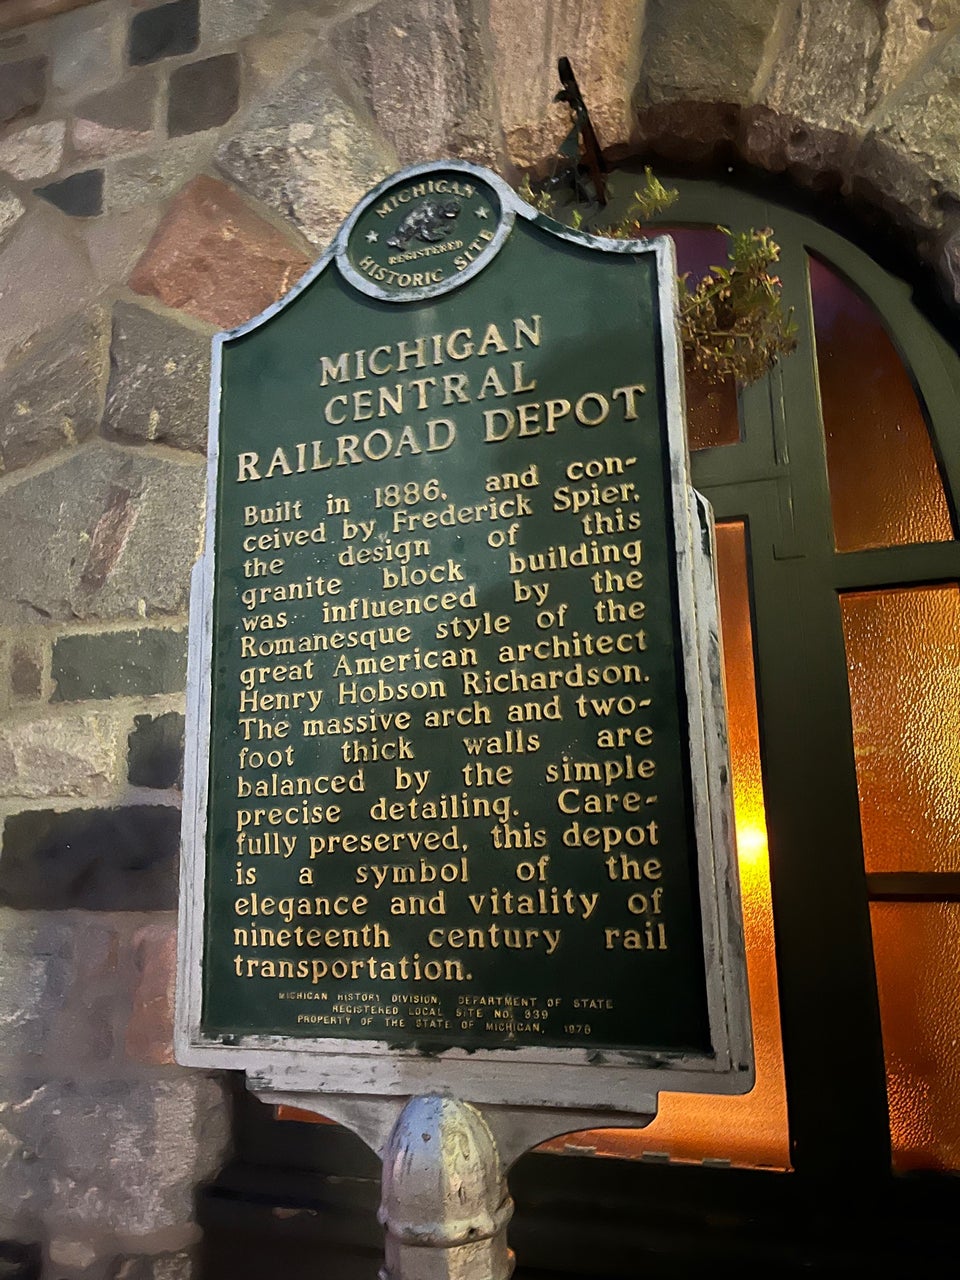 MICHIGAN
REGISTERED
HISTORIC SITE
MICHIGAN
CENTRAL
RAILROAD DEPOT
Built in 1886, and con-
ceived by Frederick Spier,
the design of this
granite block building
was influenced by the
Romanesque style of the
great American architect
Henry Hobson Richardson.
The massive arch and two-
foot thick walls are
balanced by the simple
precise detailing. Care-
fully preserved, this depot
is a symbol of the
elegance and vitality of
nineteenth century rail
transportation.
MICHIGAN HISTORY DIVISION, DEPARTMENT OF STATE
REGISTERED LOCAL SITE NO.
PROPERTY OF THE STATE OF MICHIGAN,